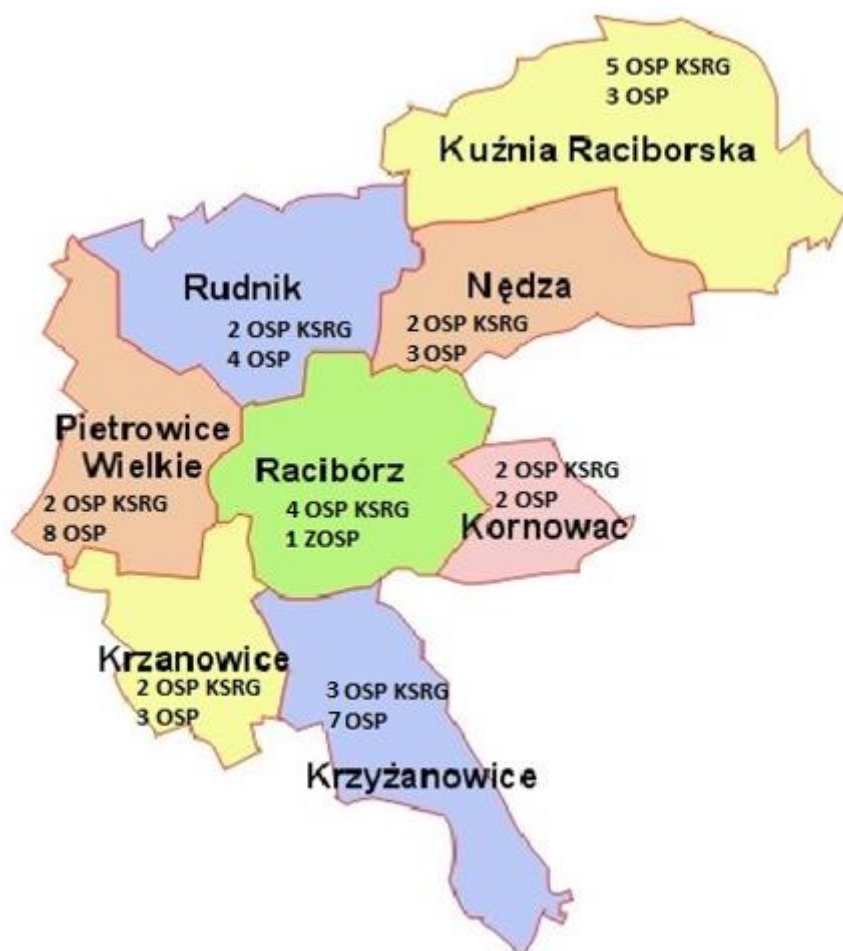 5 OSP KSRG
3 OSP
Kuźnia Raciborska
Rudnik
2 OSP KSRG
4 OSP
Nędza
2 OSP KSRG
3 OSP
Pietrowice
Wielkie
2 OSP KSRG
8 OSP
Racibórz
4 OSP KSRG
1 ZOSP
2 OSP KSRG
2 OSP
Kornowac
Krzanowice
2 OSP KSRG
3 OSP
3 OSP KSRG
7 OSP
Krzyżanowice